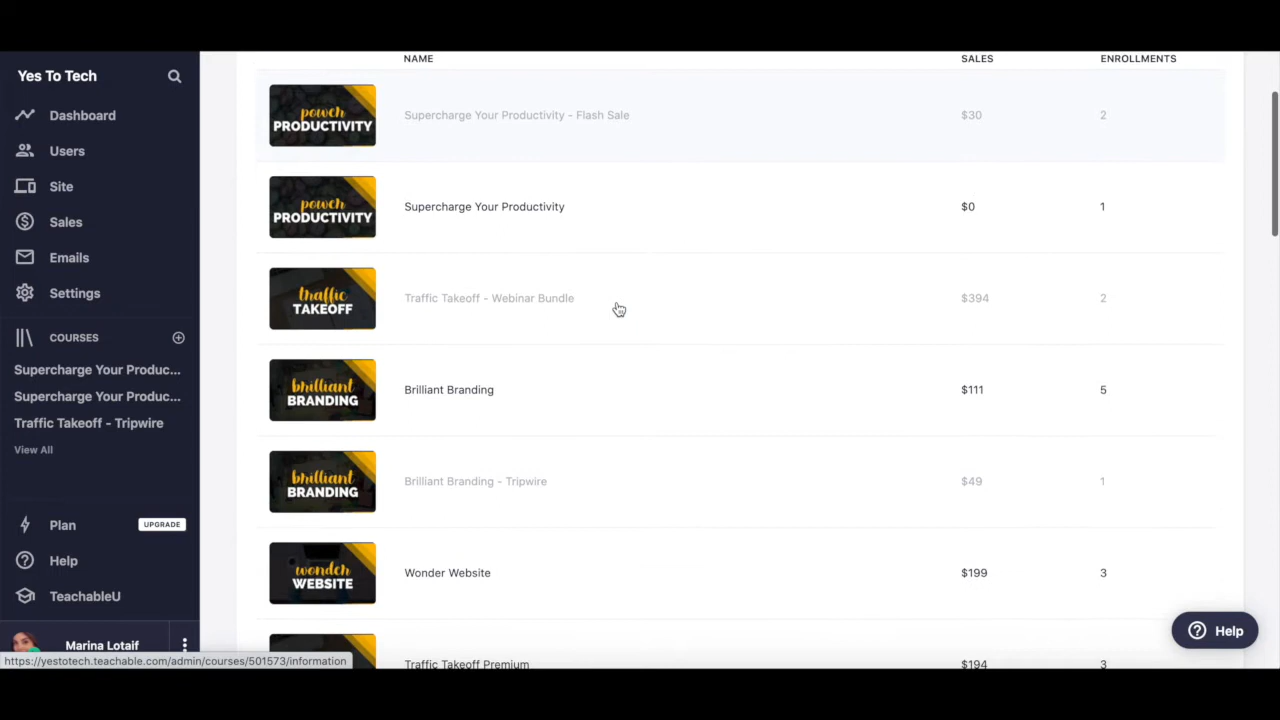 Yes To Tech
Dashboard
Users
Site
Sales
Emails
Settings
COURSES
Supercharge Your Produc...
Supercharge Your Produc...
Traffic Takeoff - Tripwire
View All
Plan
UPGRADE
Help
TeachableU
Marina Lotaif
https://yestotech.teachable.com/admin/courses/501573/information
NAME SALES ENROLLMENTS
power
PRODUCTIVITY
Supercharge Your Productivity - Flash Sale $30 2
power
PRODUCTIVITY
Supercharge Your Productivity $0 1
traffic
TAKEOFF
Traffic Takeoff - Webinar Bundle $394 2
brilliant
BRANDING
Brilliant Branding $111 5
brilliant
BRANDING
Brilliant Branding - Tripwire $49 1
wonder
WEBSITE
Wonder Website $199 3
Traffic Takeoff Premium $194 3
Help